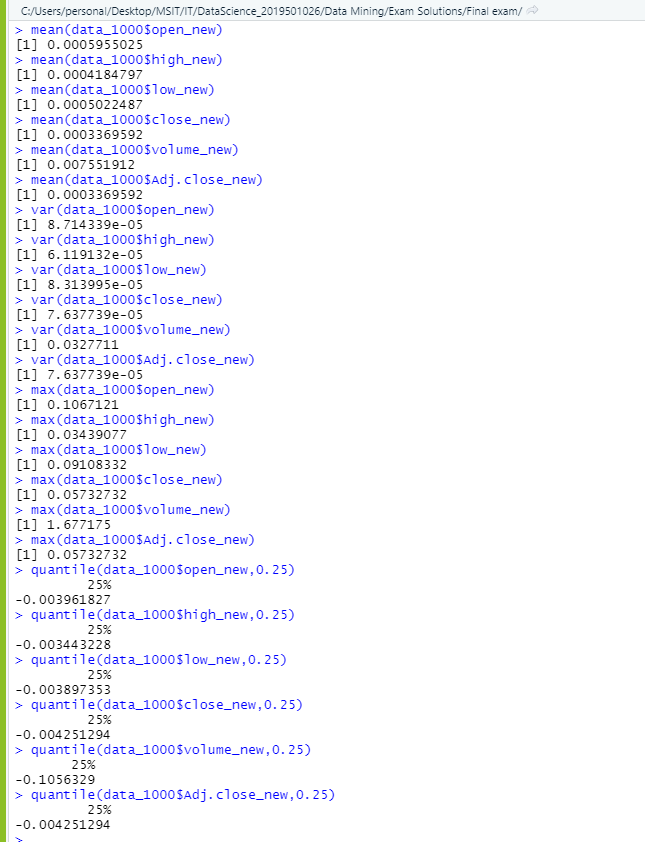 C:/Users/personal/Desktop/MSIT/IT/DataScience_2019501026/Data Mining/Exam Solutions/Final exam/
> mean(data_1000$open_new)
[1] 0.0005955025
> mean(data_1000$high_new)
[1] 0.0004184797
> mean(data_1000$low_new)
[1] 0.0005022487
> mean(data_1000$close_new)
[1] 0.0003369592
> mean(data_1000$volume_new)
[1] 0.007551912
> mean(data_1000$Adj.close_new)
[1] 0.0003369592
> var(data_1000$open_new)
[1] 8.714339e-05
> var(data_1000$high_new)
[1] 6.119132e-05
> var(data_1000$low_new)
[1] 8.313995e-05
> var(data_1000$close_new)
[1] 7.637739e-05
> var(data_1000$volume_new)
[1] 0.0327711
> var(data_1000$Adj.close_new)
[1] 7.637739e-05
> max(data_1000$open_new)
[1] 0.1067121
> max(data_1000$high_new)
[1] 0.03439077
> max(data_1000$low_new)
[1] 0.09108332
> max(data_1000$close_new)
[1] 0.05732732
> max(data_1000$volume_new)
[1] 1.677175
> max(data_1000$Adj.close_new)
[1] 0.05732732
> quantile(data_1000$open_new,0.25)
25%
-0.003961827
> quantile(data_1000$high_new,0.25)
25%
-0.003443228
> quantile(data_1000$low_new,0.25)
25%
-0.003897353
> quantile(data_1000$close_new,0.25)
25%
-0.004251294
> quantile(data_1000$volume_new,0.25)
25%
-0.1056329
> quantile(data_1000$Adj.close_new,0.25)
25%
-0.004251294
>